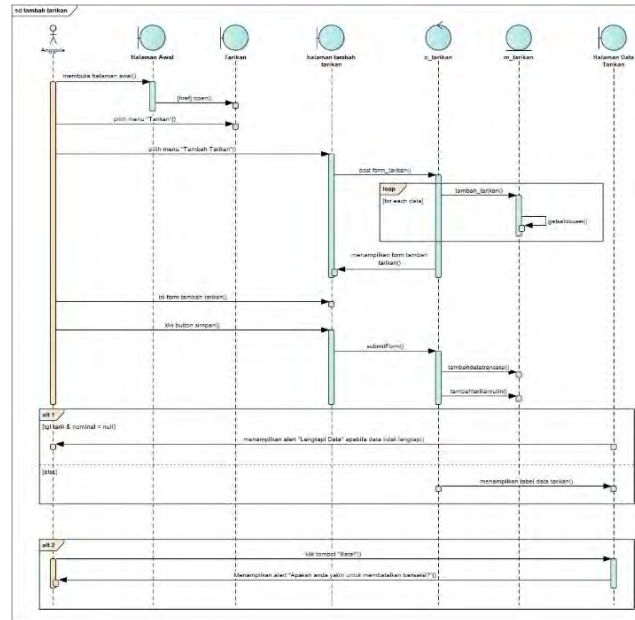 sd tambah tarikan
Anggota
Halaman Awal
Tarikan
halaman tambah
tarikan
c_tarikan
m_tarikan
Halaman Data
Tarikan
membuka halaman awal()
[href] open()
pilih menu "Tarikan"()
pilih menu "Tambah Tarikan"()
post form_tarikan()
loop
[for each data]
tambah_tarikan()
getsaldouser()
menampilkan form tambah
tarikan()
isi form tambah tarikan()
klik button simpan()
submitForm()
tambahdatatransaksi()
tambahtarikanrutin()
alt 1
[tgl tarik & nominal = null]
menampilkan alert "Lengkapi Data" apabila data tidak lengkap()
[else]
menampilkan tabel data tarikan()
alt 2
klik tombol "Batal"()
Menampilkan alert "Apakah anda yakin untuk membatalkan transaksi?"()